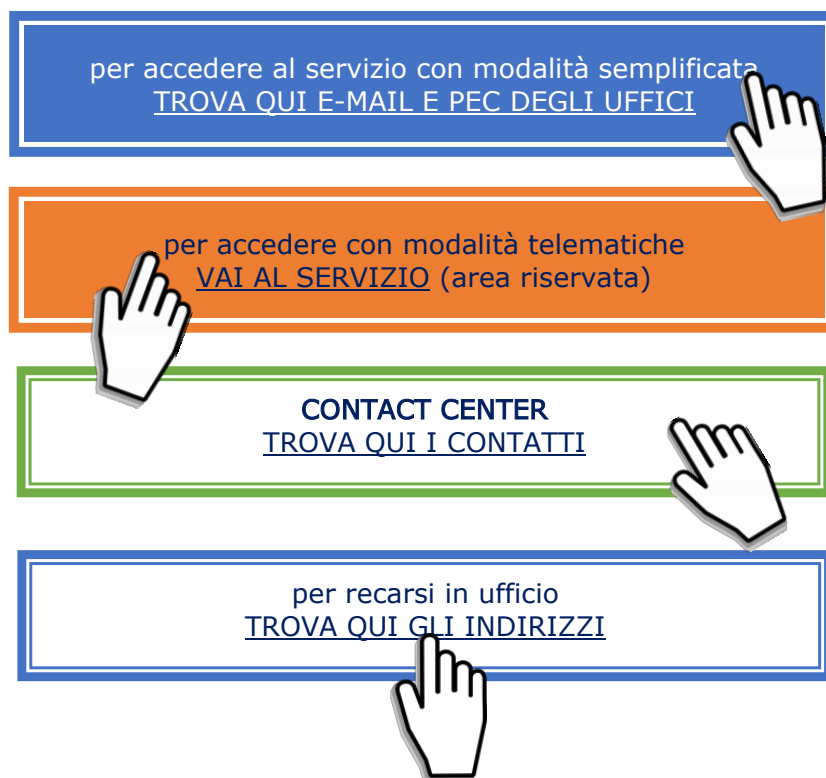 per accedere al servizio con modalità semplificata
TROVA QUI E-MAIL E PEC DEGLI UFFICI
per accedere con modalità telematiche
VAI AL SERVIZIO (area riservata)
CONTACT CENTER
TROVA QUI I CONTATTI
per recarsi in ufficio
TROVA QUI GLI INDIRIZZI